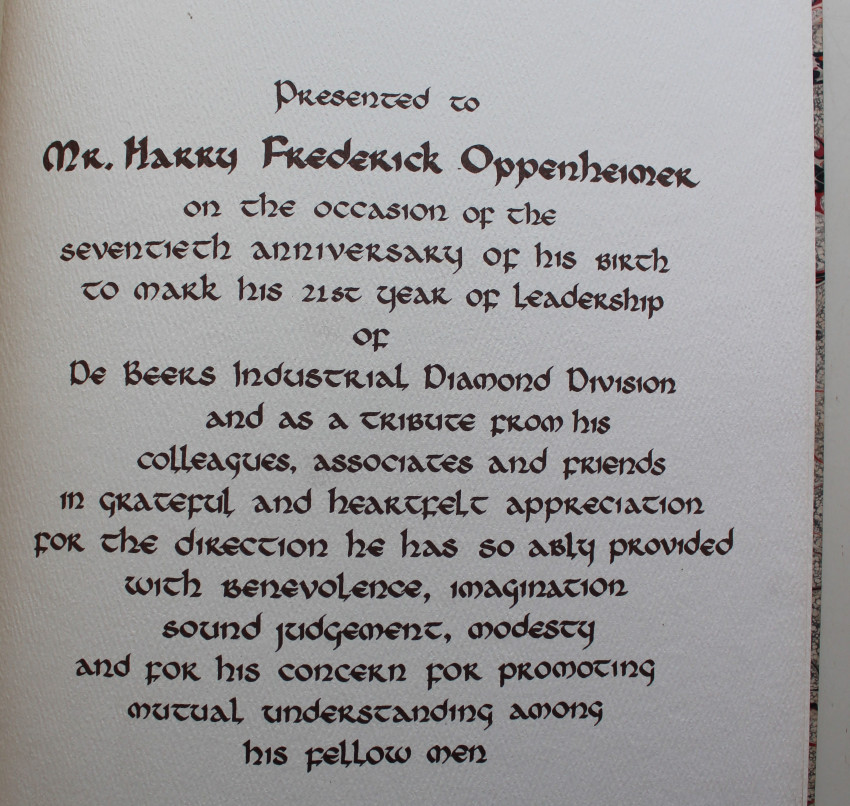 Presented to
Mr. Harry Frederick Oppenheimer
on the occasion of the
seventieth anniversary of his birth
to mark his 21st year of leadership
of
De Beers Industrial Diamond Division
and as a tribute from his
colleagues, associates and friends
in grateful and heartfelt appreciation
for the direction he has so ably provided
with benevolence, imagination
sound judgement, modesty
and for his concern for promoting
mutual understanding among
his fellow men